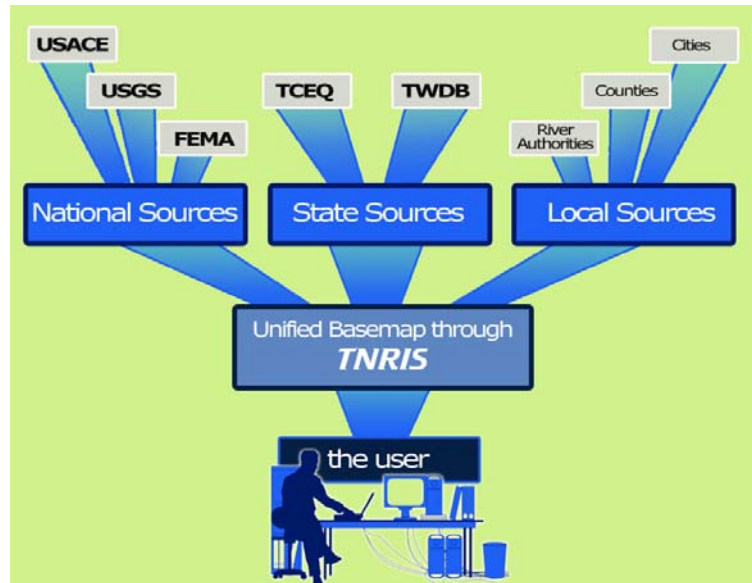 USACE
USGS
FEMA
TCEQ
TWDB
Cities
Counties
River
Authorities
National Sources
State Sources
Local Sources
Unified Basemap through
TNRIS
the user